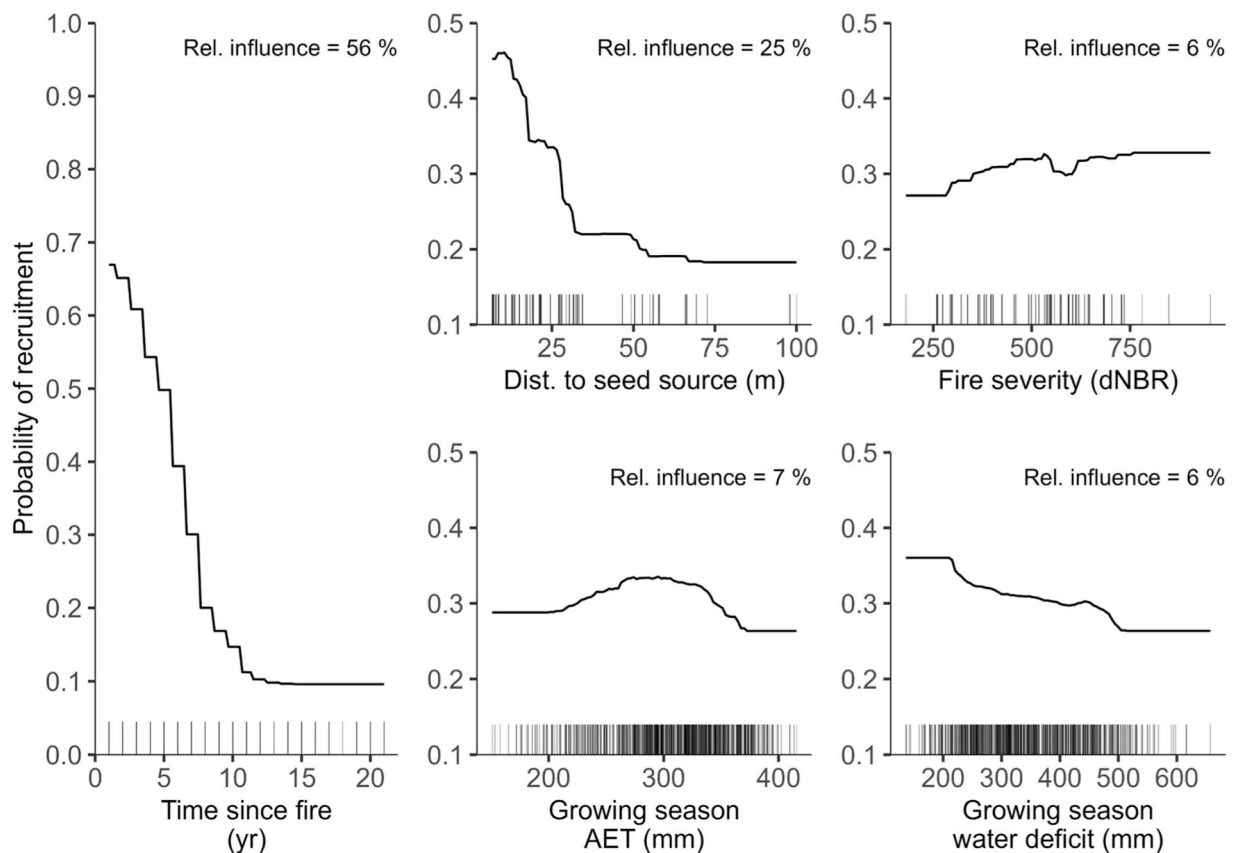 Probability of recruitment
1.0
0.9
0.8
0.7
0.6
0.5
0.4
0.3
0.2
0.1
0.0
Rel. influence = 56 %
0 5 10 15 20
Time since fire
(yr)
0.5
0.4
0.3
0.2
0.1
Rel. influence = 25 %
25 50 75 100
Dist. to seed source (m)
0.5
0.4
0.3
0.2
0.1
Rel. influence = 6 %
250 500 750
Fire severity (dNBR)
0.5
0.4
0.3
0.2
0.1
Rel. influence = 7 %
200 300 400
Growing season
AET (mm)
0.5
0.4
0.3
0.2
0.1
Rel. influence = 6 %
200 300 400 500 600
Growing season
water deficit (mm)